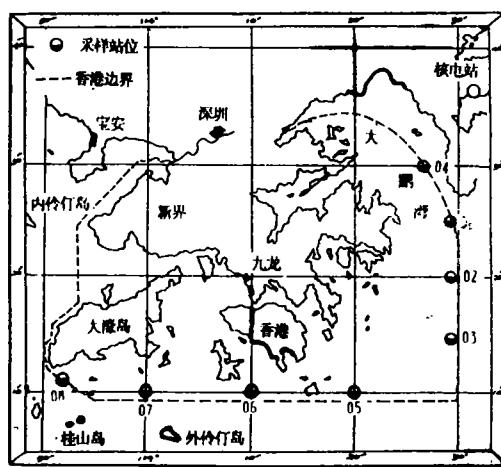 采样站位
香港边界
核电站
宝安
深圳
大
鹏
湾
04
内伶仃岛
新界
九龙
02
大屿岛
香港
03
08
07
06
05
桂山岛
外伶仃岛